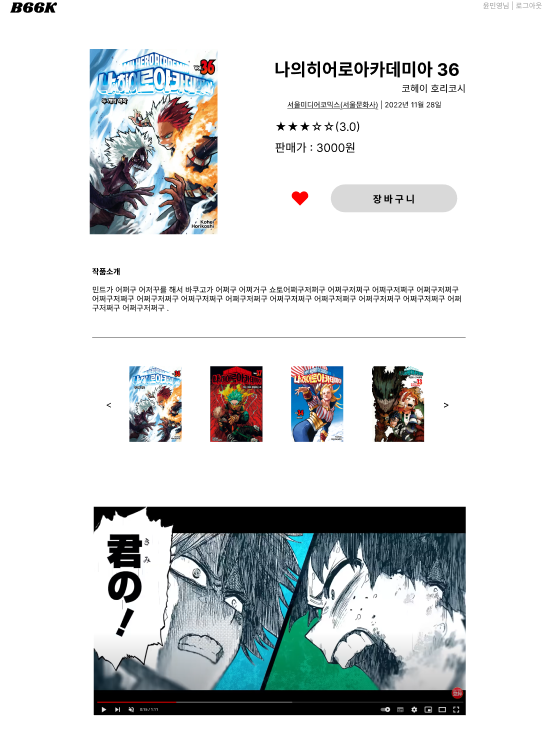 B66K
윤민영님 | 로그아웃
MY HERO ACADEMIA
36
나의히어로아카데미아
Kohei
Horikoshi
나의히어로아카데미아 36
코헤이 호리코시
서울미디어코믹스(서울문화사) | 2022년 11월 28일
★★★☆☆(3.0)
판매가 : 3000원
장바구니
작품소개
민트가 어쩌구 어저꾸를 해서 바쿠고가 어쩌구 어쩌거구 쇼토어쩌구저쩌구 어쩌구저쩌구 어쩌구저쩌구 어쩌구저쩌구
어쩌구저쩌구 어쩌구저쩌구 어쩌구저쩌구 어쩌구저쩌구 어쩌구저쩌구 어쩌구저쩌구 어쩌구저쩌구 어쩌구저쩌구 어쩌
구저쩌구 어쩌구저쩌구 .
<
>
君の!
きみ